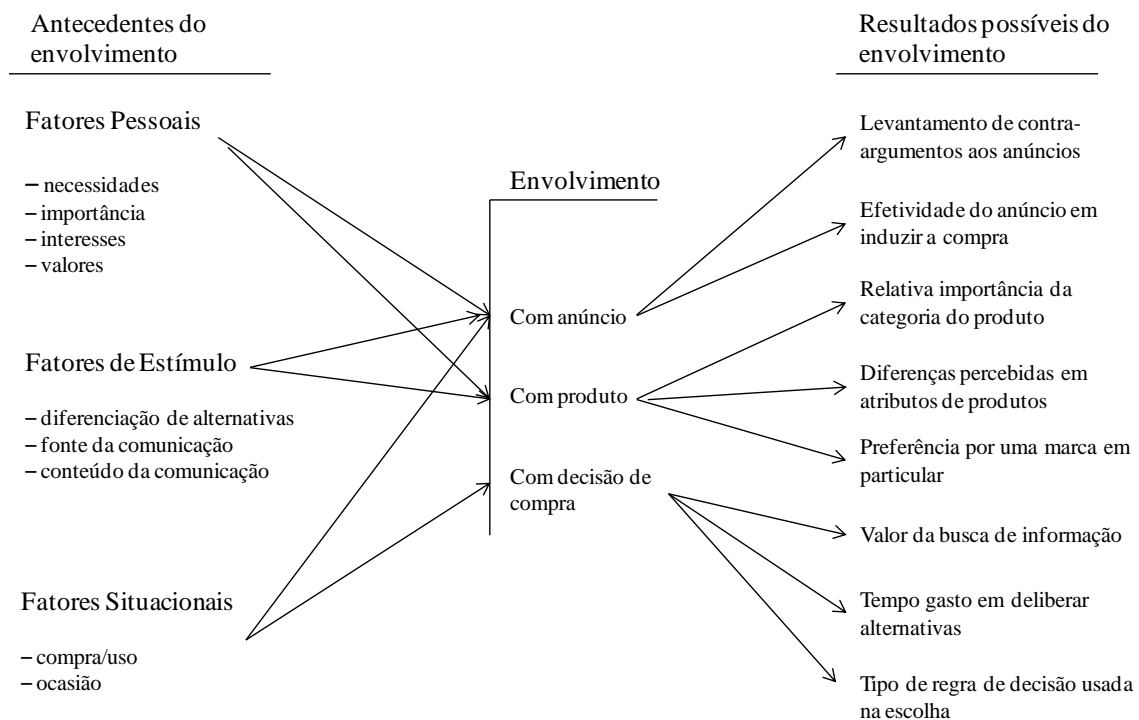 Antecedentes do
envolvimento
Fatores Pessoais
– necessidades
– importância
– interesses
– valores
Fatores de Estímulo
– diferenciação de alternativas
– fonte da comunicação
– conteúdo da comunicação
Fatores Situacionais
– compra/uso
– ocasião
Envolvimento
Com anúncio
Com produto
Com decisão de
compra
Resultados possíveis do
envolvimento
Levantamento de contra-
argumentos aos anúncios
Efetividade do anúncio em
induzir a compra
Relativa importância da
categoria do produto
Diferenças percebidas em
atributos de produtos
Preferência por uma marca em
particular
Valor da busca de informação
Tempo gasto em deliberar
alternativas
Tipo de regra de decisão usada
na escolha